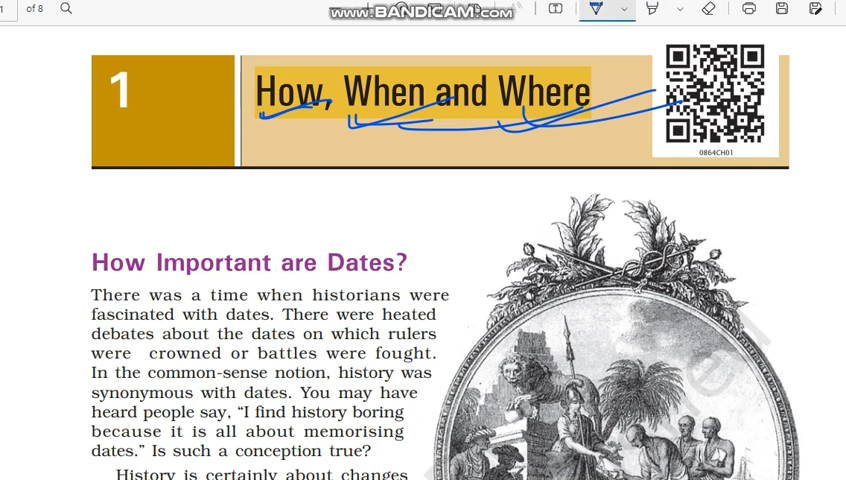 1
of 8
www.BANDICAM.com
1
How, When and Where
0864CH01
How Important are Dates?
There was a time when historians were
fascinated with dates. There were heated
debates about the dates on which rulers
were crowned or battles were fought.
In the common-sense notion, history was
synonymous with dates. You may have
heard people say, “I find history boring
because it is all about memorising
dates.” Is such a conception true?
History is certainly about changes